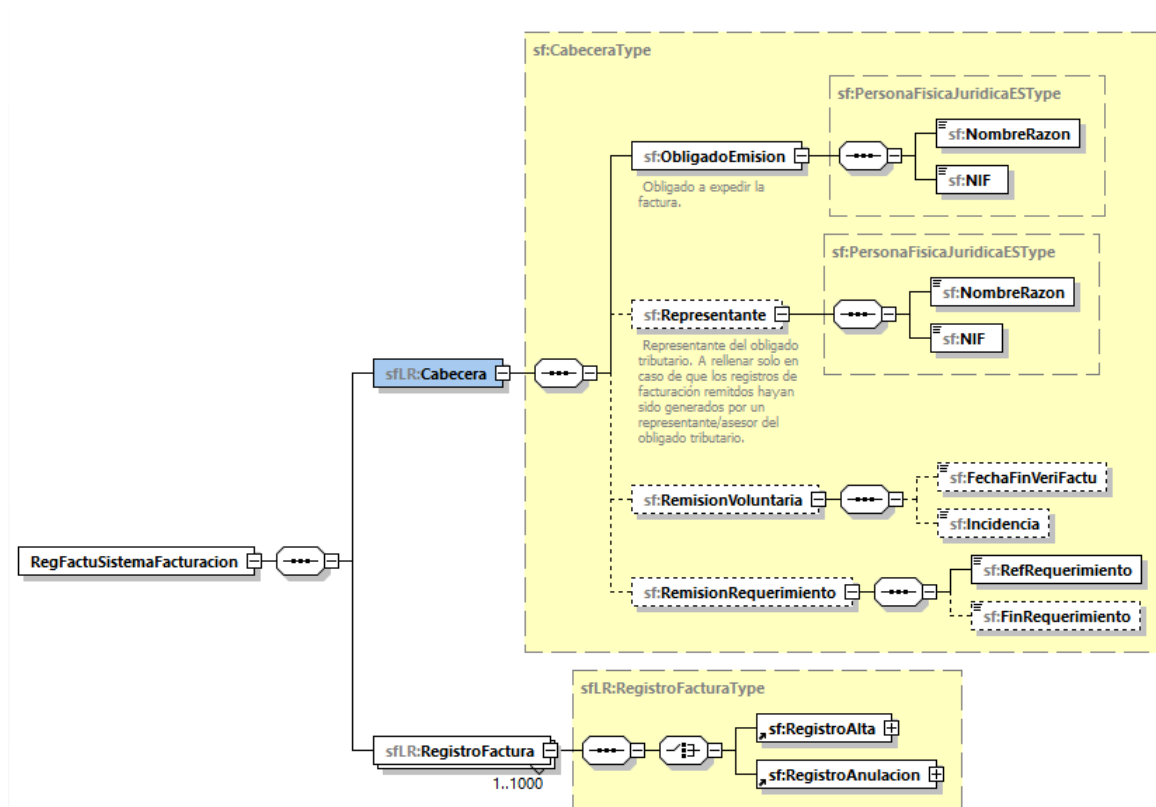 sf:CabeceraType
sf:PersonaFisicaJuridicaESType
sf:NombreRazon
sf:ObligadoEmision
sf:NIF
Obligado a expedir la
factura.
sf:PersonaFisicaJuridicaESType
sf:NombreRazon
sf:Representante
sf:NIF
Representante del obligado
tributario. A rellenar solo en
caso de que los registros de
facturación remitdos hayan
sido generados por un
representante/asesor del
obligado tributario.
sfLR:Cabecera
sf:FechaFinVeriFactu
sf:RemisionVoluntaria
sf:Incidencia
RegFactuSistemaFacturacion
sf:RefRequerimiento
sf:RemisionRequerimiento
sf:FinRequerimiento
sfLR:RegistroFacturaType
sf:RegistroAlta
sfLR:RegistroFactura
sf:RegistroAnulacion
1..1000